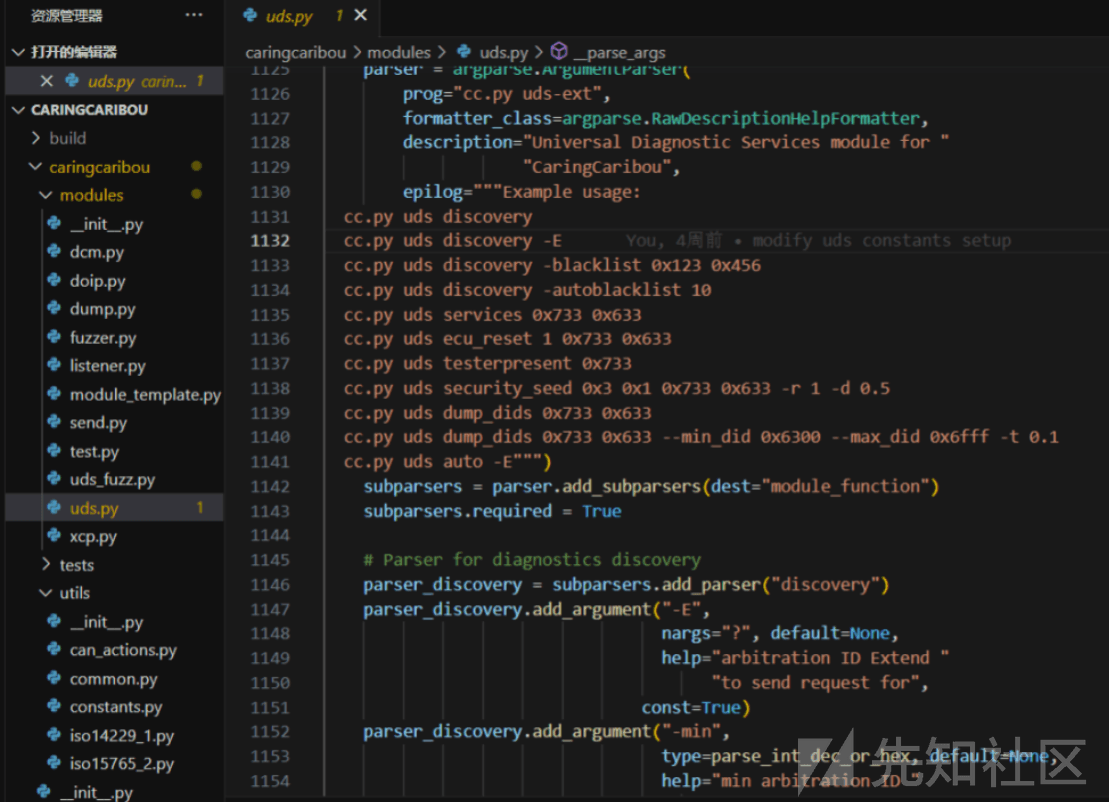 资源管理器
···
打开的编辑器
uds.py carin... 1
CARINGCARIBOU
build
caringcaribou
modules
__init__.py
dcm.py
doip.py
dump.py
fuzzer.py
listener.py
module_template.py
send.py
test.py
uds_fuzz.py
uds.py 1
xcp.py
tests
utils
__init__.py
can_actions.py
common.py
constants.py
iso14229_1.py
iso15765_2.py
__init__.py
uds.py 1
caringcaribou > modules > uds.py > __parse_args
1125 parser = argparse.ArgumentParser(
1126 prog="cc.py uds-ext",
1127 formatter_class=argparse.RawDescriptionHelpFormatter,
1128 description="Universal Diagnostic Services module for "
1129 "CaringCaribou",
1130 epilog="""Example usage:
1131 cc.py uds discovery
1132 cc.py uds discovery -E You, 4周前 • modify uds constants setup
1133 cc.py uds discovery -blacklist 0x123 0x456
1134 cc.py uds discovery -autoblacklist 10
1135 cc.py uds services 0x733 0x633
1136 cc.py uds ecu_reset 1 0x733 0x633
1137 cc.py uds testerpresent 0x733
1138 cc.py uds security_seed 0x3 0x1 0x733 0x633 -r 1 -d 0.5
1139 cc.py uds dump_dids 0x733 0x633
1140 cc.py uds dump_dids 0x733 0x633 --min_did 0x6300 --max_did 0x6fff -t 0.1
1141 cc.py uds auto -E""")
1142 subparsers = parser.add_subparsers(dest="module_function")
1143 subparsers.required = True
1144
1145 # Parser for diagnostics discovery
1146 parser_discovery = subparsers.add_parser("discovery")
1147 parser_discovery.add_argument("-E",
1148 nargs="?", default=None,
1149 help="arbitration ID Extend "
1150 "to send request for",
1151 const=True)
1152 parser_discovery.add_argument("-min",
1153 type=parse_int_dec_or_hex, default=None,
1154 help="min arbitration ID "
先知社区